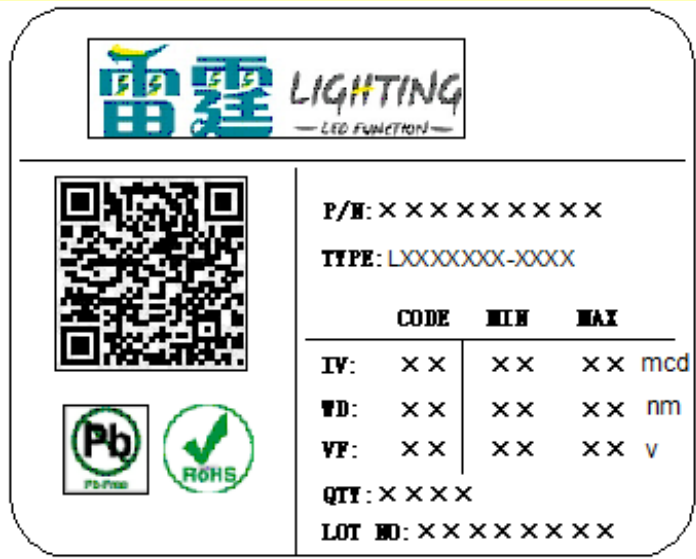 雷霆 LIGHTING
LED FUNCTION
P/N:×××××××××
TYPE:LXXXXXXX-XXXX
CODE MIN MAX
IV: ×× ×× ×× mcd
WD: ×× ×× ×× nm
VF: ×× ×× ×× v
QTY:××××
LOT NO:××××××××
Pb
Pb-Free
RoHS